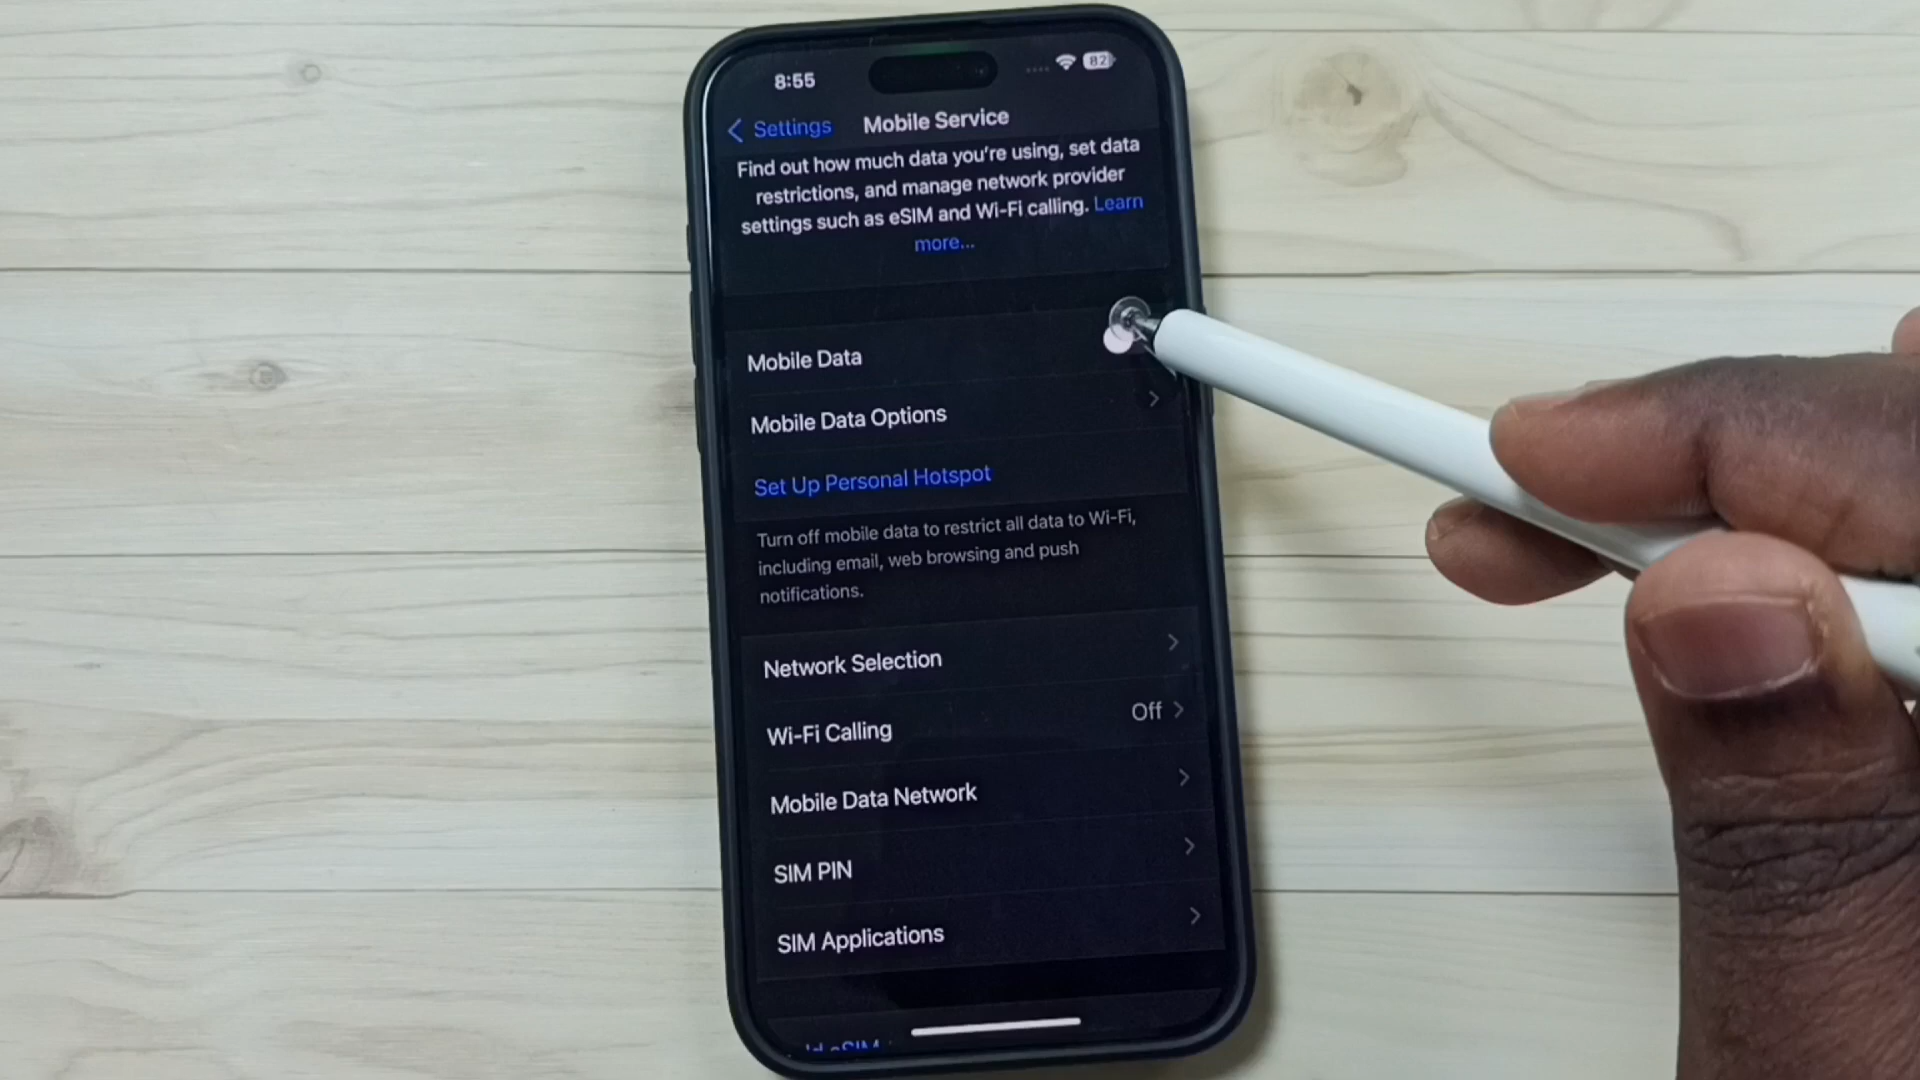 8:55
82
Settings
Mobile Service
Find out how much data you're using, set data
restrictions, and manage network provider
settings such as eSIM and Wi-Fi calling. Learn
more...
Mobile Data
Mobile Data Options
Set Up Personal Hotspot
Turn off mobile data to restrict all data to Wi-Fi,
including email, web browsing and push
notifications.
Network Selection
Wi-Fi Calling
Off
Mobile Data Network
SIM PIN
SIM Applications
eSIM